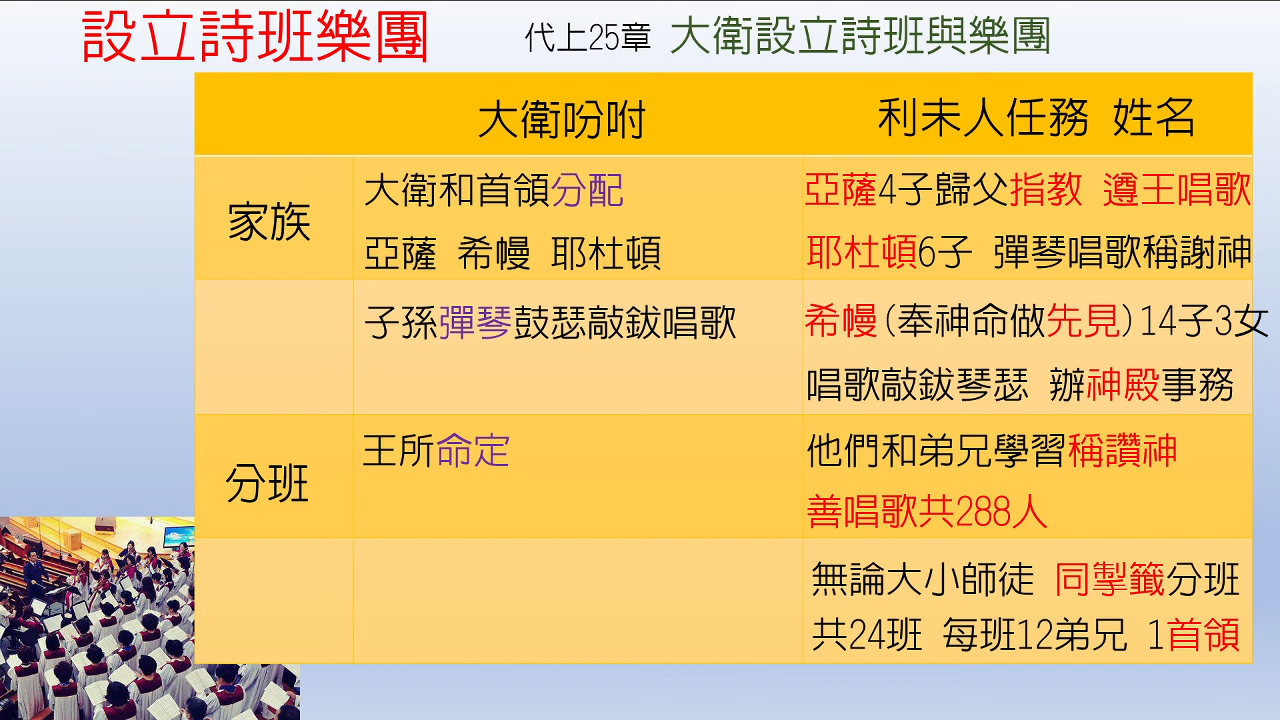 設立詩班樂團
代上25章 大衛設立詩班與樂團
大衛吩咐
利未人任務 姓名
家族
大衛和首領分配
亞薩 希幔 耶杜頓
亞薩4子歸父指教 遵王唱歌
耶杜頓6子 彈琴唱歌稱謝神
子孫彈琴鼓瑟敲鈸唱歌
希幔(奉神命做先見)14子3女
唱歌敲鈸琴瑟 辦神殿事務
分班
王所命定
他們和弟兄學習稱讚神
善唱歌共288人
無論大小師徒 同掣籤分班
共24班 每班12弟兄 1首領